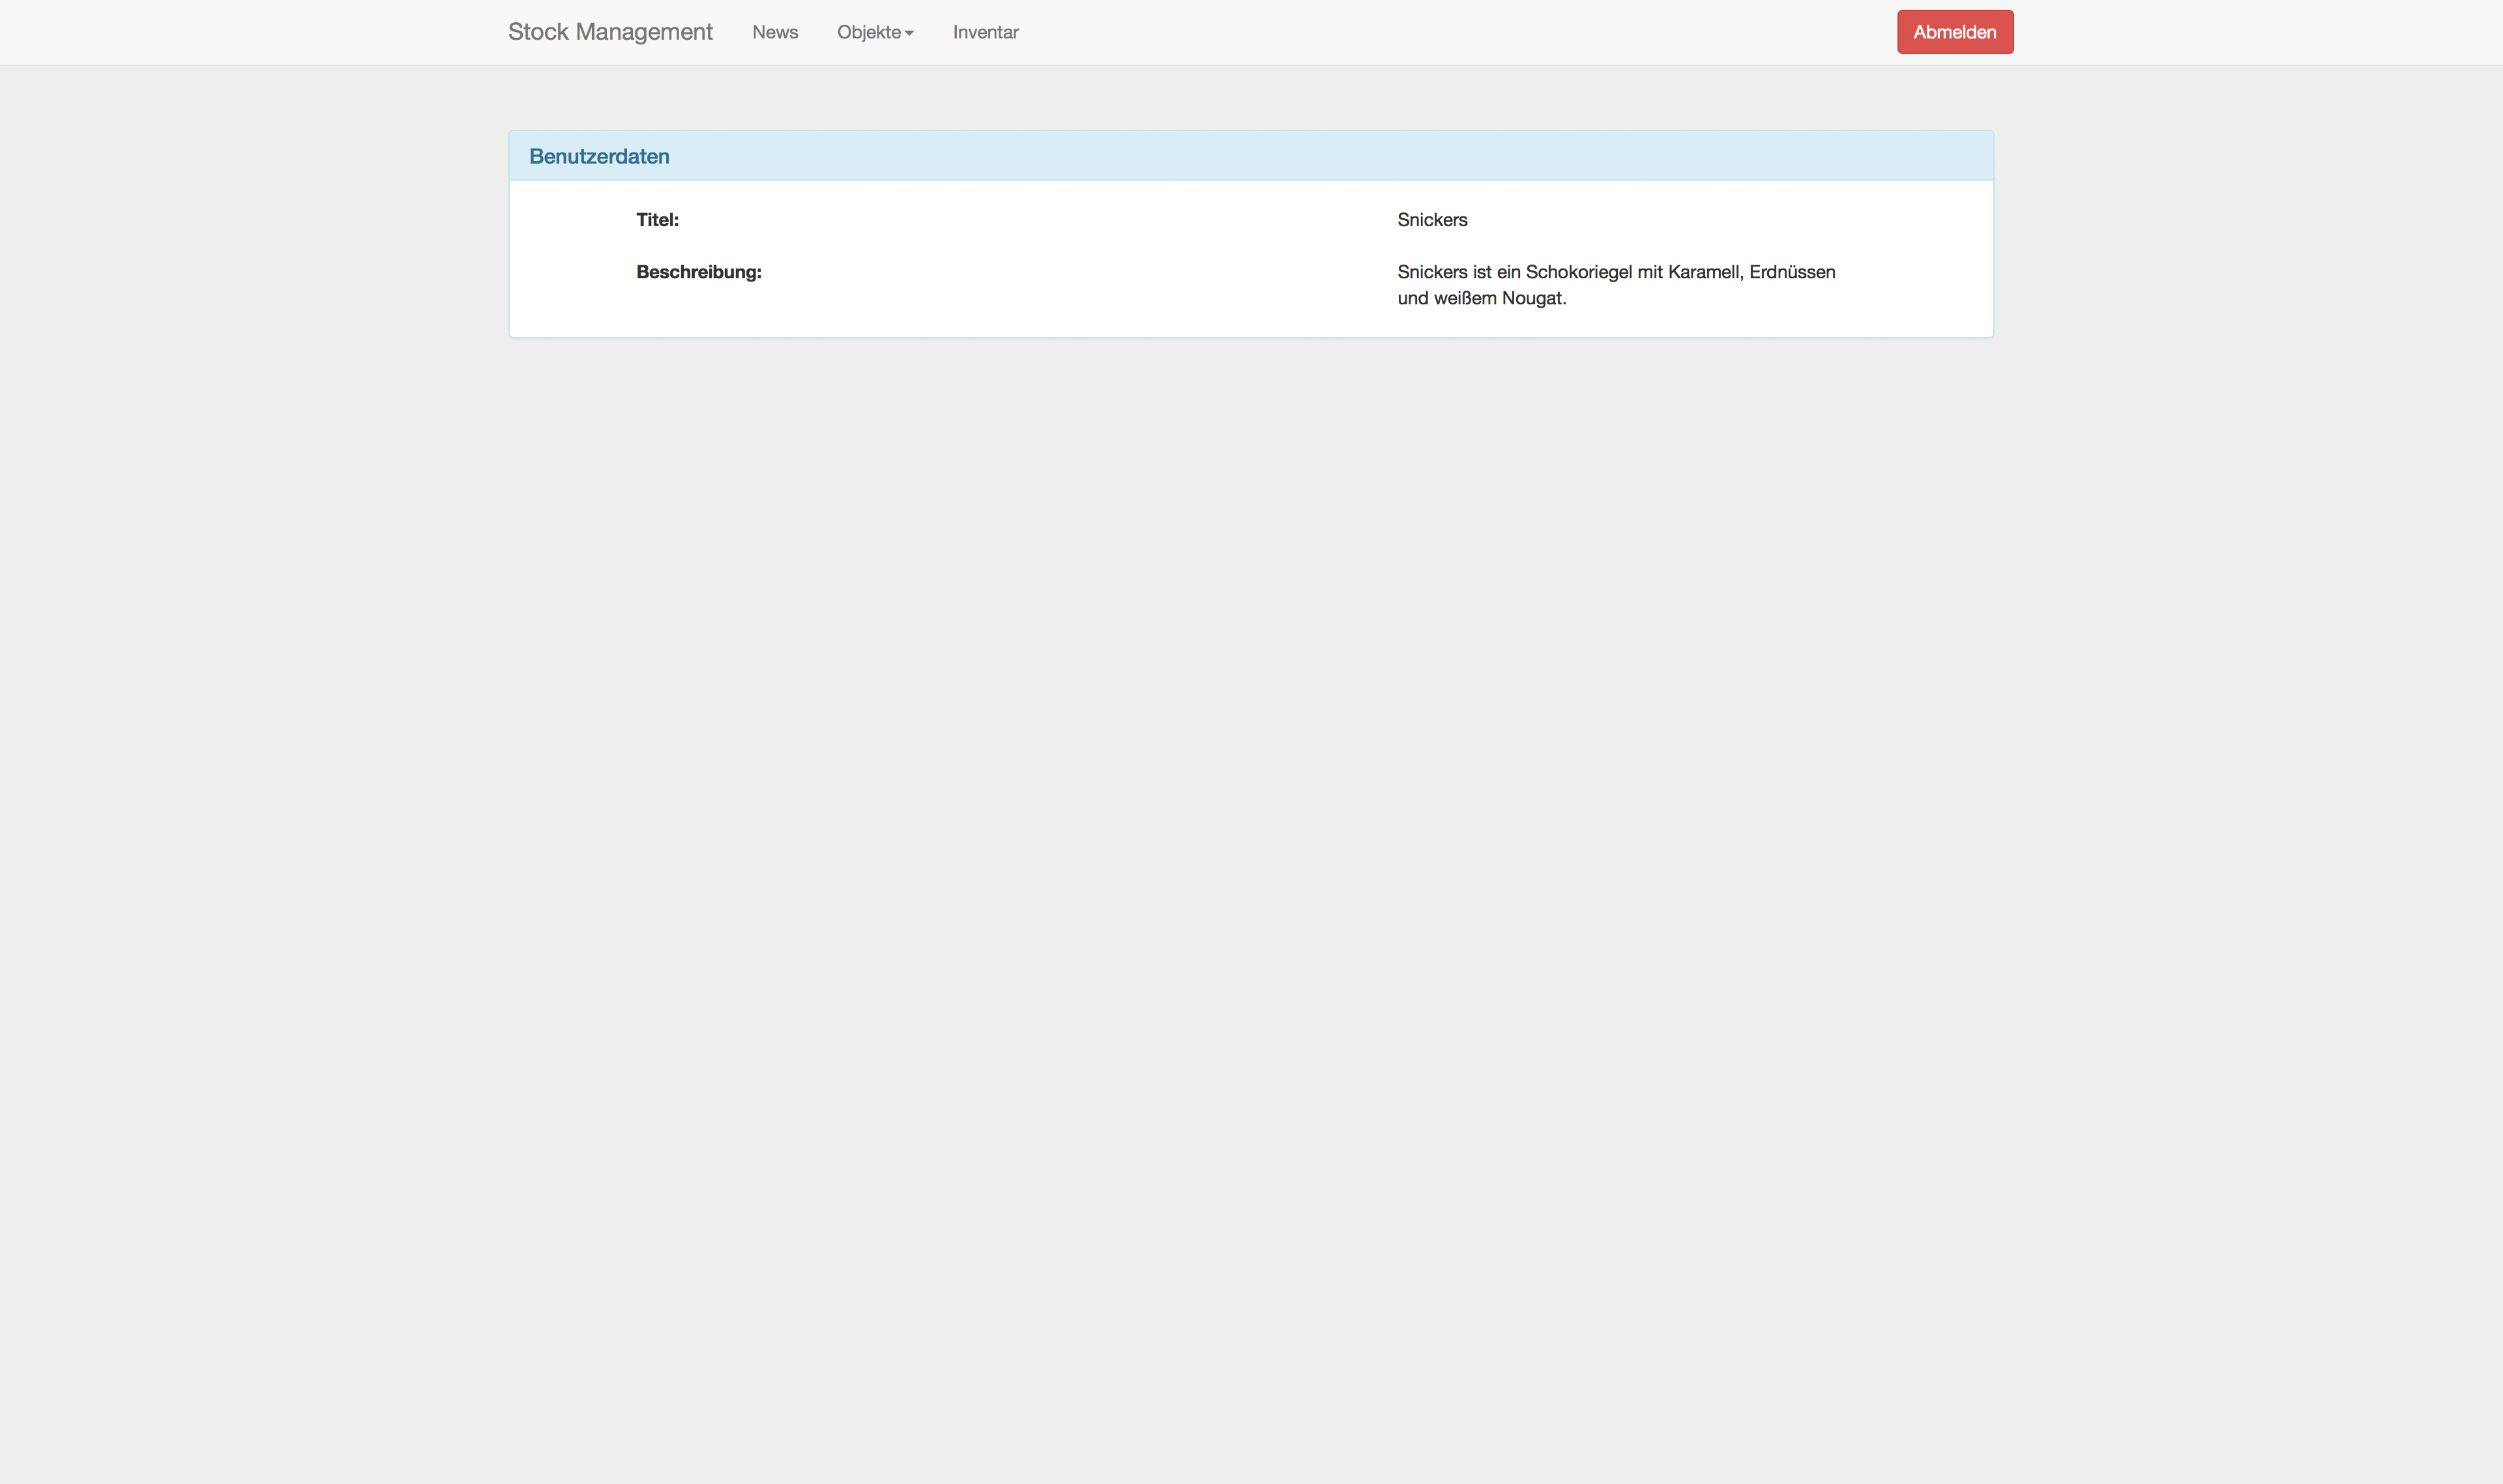 Stock Management News Objekte Inventar Abmelden
Benutzerdaten
Titel: Snickers
Beschreibung: Snickers ist ein Schokoriegel mit Karamell, Erdnüssen
und weißem Nougat.